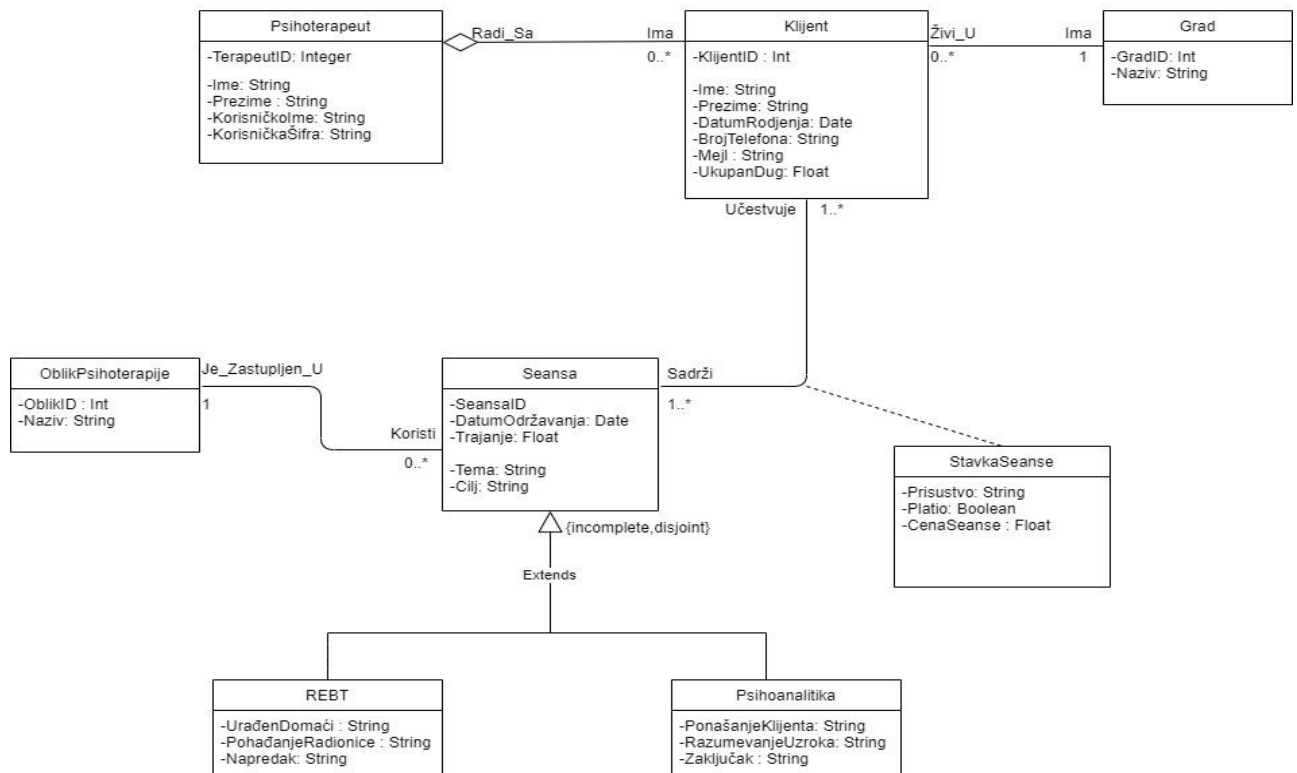 Psihoterapeut
-TerapeutID: Integer
-Ime: String
-Prezime : String
-KorisničkoIme: String
-KorisničkaŠifra: String
Radi_Sa
Ima
0..*
Klijent
-KlijentID : Int
-Ime: String
-Prezime: String
-DatumRodjenja: Date
-BrojTelefona: String
-Mejl : String
-UkupanDug: Float
Živi_U
0..*
Ima
1
Grad
-GradID: Int
-Naziv: String
Učestvuje
1..*
OblikPsihoterapije
-OblikID : Int
-Naziv: String
Je_Zastupljen_U
1
Koristi
0..*
Seansa
-SeansaID
-DatumOdržavanja: Date
-Trajanje: Float
-Tema: String
-Cilj: String
Sadrži
1..*
StavkaSeanse
-Prisustvo: String
-Platio: Boolean
-CenaSeanse : Float
{incomplete,disjoint}
Extends
REBT
-UrađenDomaći : String
-PohađanjeRadionice : String
-Napredak: String
Psihoanalitika
-PonašanjeKlijenta: String
-RazumevanjeUzroka: String
-Zaključak : String